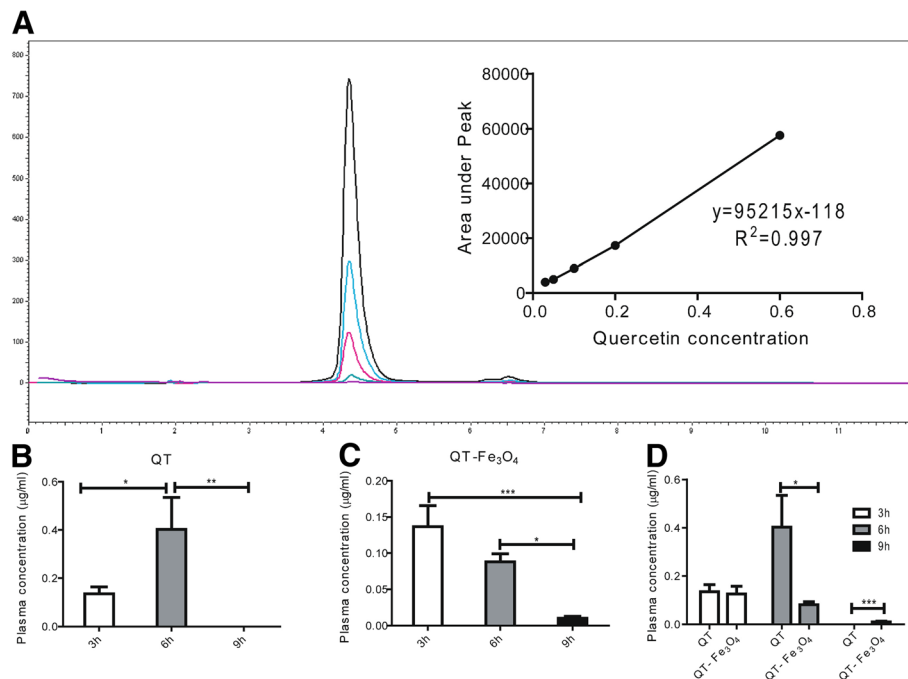 A
800
700
600
500
400
300
200
100
0
0 1 2 3 4 5 6 7 8 9 10 11
80000
60000
40000
20000
0
Area under Peak
y=95215x-118
R²=0.997
0.0 0.2 0.4 0.6 0.8
Quercetin concentration
B
QT
Plasma concentration (μg/ml)
0.6
0.4
0.2
0.0
* **
3h 6h 9h
C
QT-Fe₃O₄
Plasma concentration (μg/ml)
0.20
0.15
0.10
0.05
0.00
***
*
3h 6h 9h
D
Plasma concentration (μg/ml)
0.6
0.4
0.2
0.0
*
***
3h
6h
9h
QT QT-Fe₃O₄ QT QT-Fe₃O₄ QT QT-Fe₃O₄